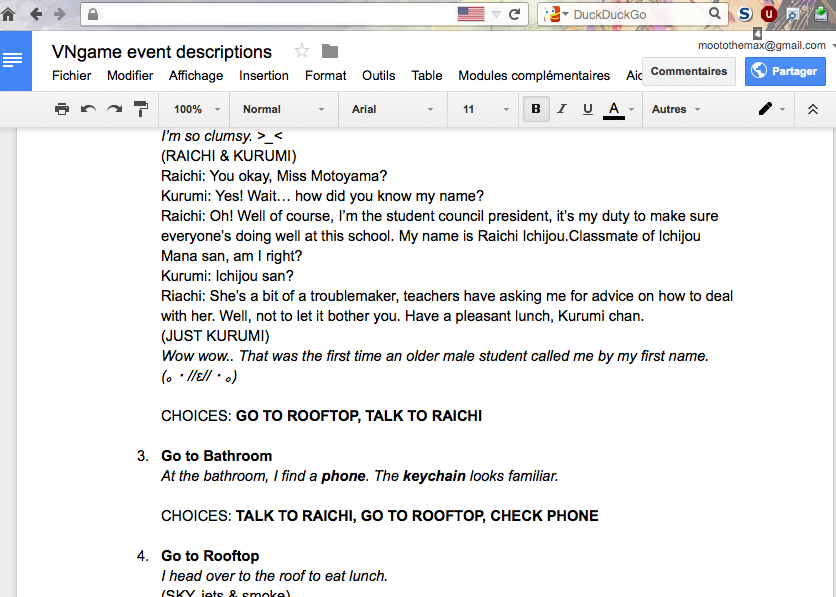 DuckDuckGo
S
4
mootothemax@gmail.com
VNgame event descriptions
Fichier Modifier Affichage Insertion Format Outils Table Modules complémentaires Aic
Commentaires
Partager
100% Normal Arial 11 B I U A Autres
I'm so clumsy. >_<
(RAICHI & KURUMI)
Raichi: You okay, Miss Motoyama?
Kurumi: Yes! Wait… how did you know my name?
Raichi: Oh! Well of course, I'm the student council president, it's my duty to make sure
everyone's doing well at this school. My name is Raichi Ichijou.Classmate of Ichijou
Mana san, am I right?
Kurumi: Ichijou san?
Riachi: She's a bit of a troublemaker, teachers have asking me for advice on how to deal
with her. Well, not to let it bother you. Have a pleasant lunch, Kurumi chan.
(JUST KURUMI)
Wow wow.. That was the first time an older male student called me by my first name.
(。・//ε//・。)
CHOICES: GO TO ROOFTOP, TALK TO RAICHI
3. Go to Bathroom
At the bathroom, I find a phone. The keychain looks familiar.
CHOICES: TALK TO RAICHI, GO TO ROOFTOP, CHECK PHONE
4. Go to Rooftop
I head over to the roof to eat lunch.
(SKY, jets & smoke)